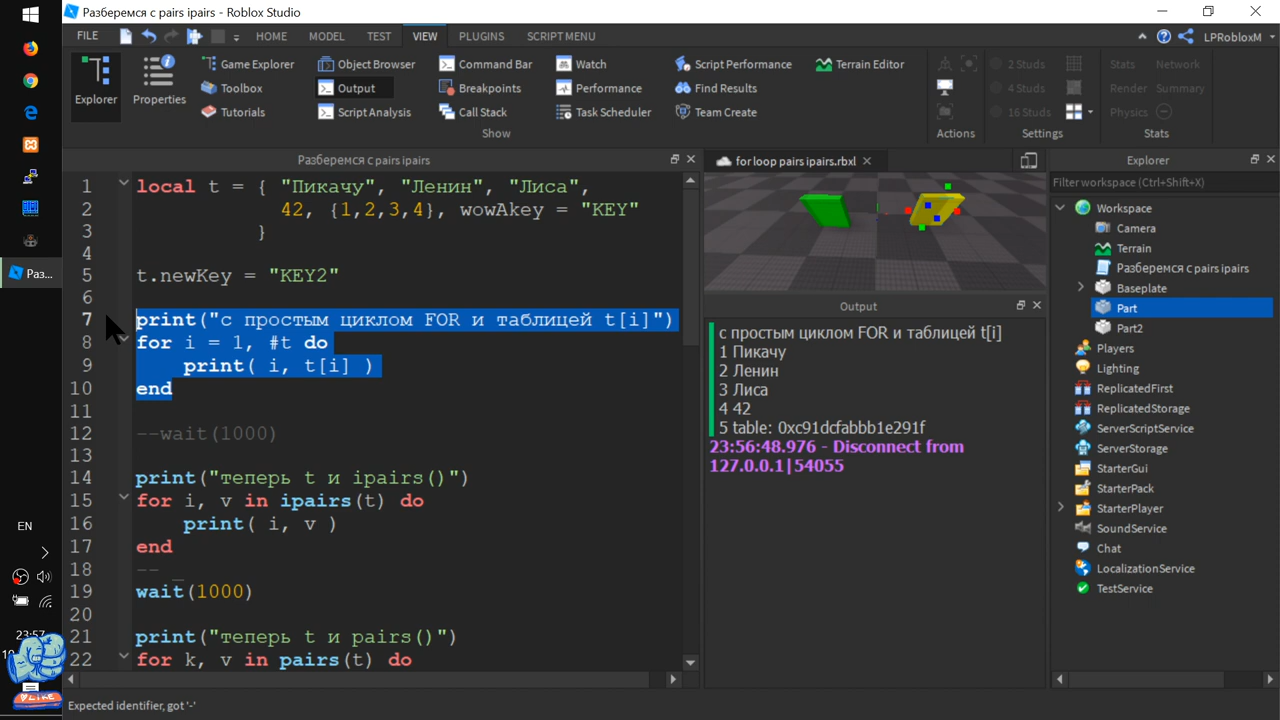 Разберемся с pairs ipairs - Roblox Studio
FILE HOME MODEL TEST VIEW PLUGINS SCRIPT MENU LPRobloxM
Explorer
Properties
Game Explorer
Toolbox
Tutorials
Object Browser
Output
Script Analysis
Command Bar
Breakpoints
Call Stack
Watch
Performance
Task Scheduler
Script Performance
Find Results
Team Create
Terrain Editor
Show
Actions
2 Studs
4 Studs
16 Studs
Settings
Stats Network
Render Summary
Physics
Stats
Разберемся с pairs ipairs
1 local t = { "Пикачу", "Ленин", "Лиса",
2 42, {1,2,3,4}, wowAkey = "KEY"
3 }
4
5 t.newKey = "KEY2"
6
7 print("с простым циклом FOR и таблицей t[i]")
8 for i = 1, #t do
9 print( i, t[i] )
10 end
11
12 --wait(1000)
13
14 print("теперь t и ipairs()")
15 for i, v in ipairs(t) do
16 print( i, v )
17 end
18 --
19 wait(1000)
20
21 print("теперь t и pairs()")
22 for k, v in pairs(t) do
for loop pairs ipairs.rbxl
Output
с простым циклом FOR и таблицей t[i]
1 Пикачу
2 Ленин
3 Лиса
4 42
5 table: 0xc91dcfabbb1e291f
23:56:48.976 - Disconnect from
127.0.0.1|54055
Explorer
Filter workspace (Ctrl+Shift+X)
Workspace
Camera
Terrain
Разберемся с pairs ipairs
Baseplate
Part
Part2
Players
Lighting
ReplicatedFirst
ReplicatedStorage
ServerScriptService
ServerStorage
StarterGui
StarterPack
StarterPlayer
SoundService
Chat
LocalizationService
TestService
Раз...
EN
23:57
LIKE
Expected identifier, got '-'